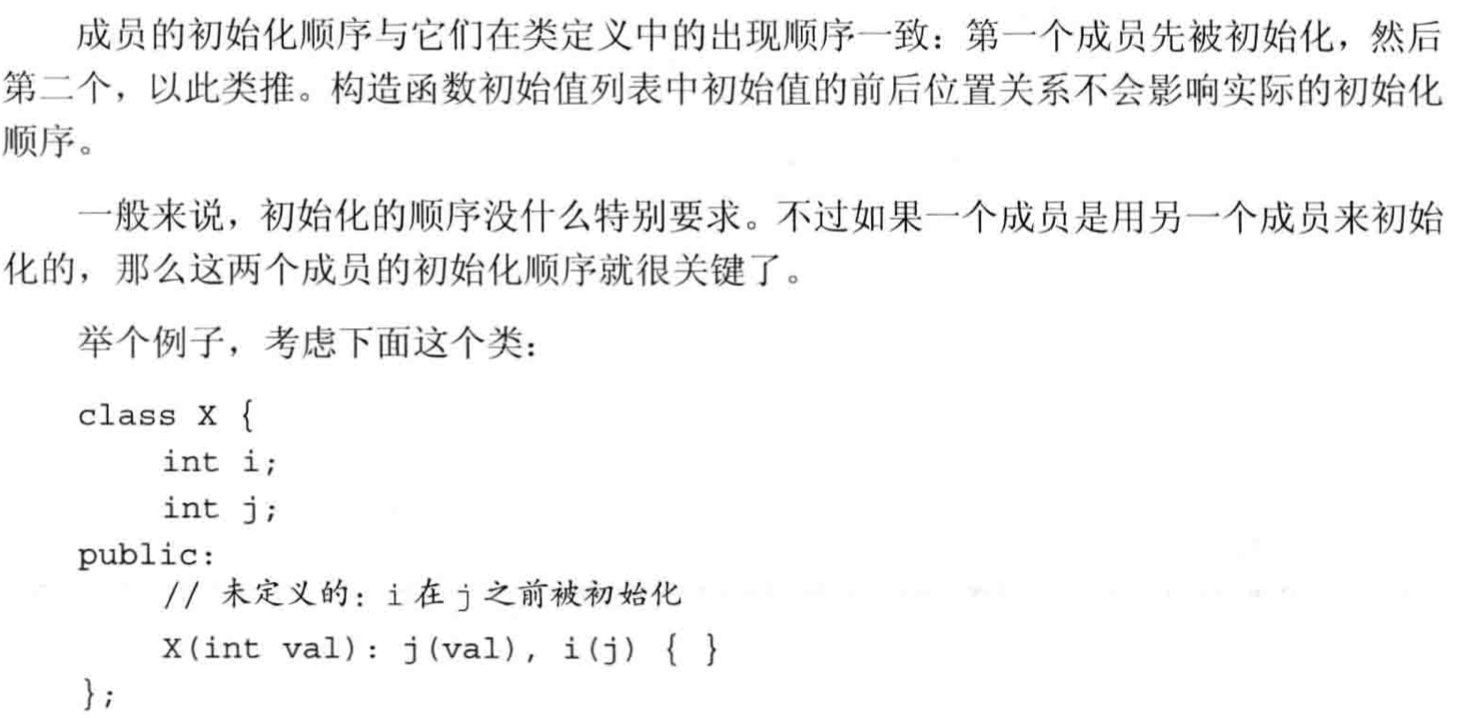 成员的初始化顺序与它们在类定义中的出现顺序一致：第一个成员先被初始化，然后
第二个，以此类推。构造函数初始值列表中初始值的前后位置关系不会影响实际的初始化
顺序。
一般来说，初始化的顺序没什么特别要求。不过如果一个成员是用另一个成员来初始
化的，那么这两个成员的初始化顺序就很关键了。
举个例子，考虑下面这个类：
class X {
    int i;
    int j;
public:
    // 未定义的：i 在 j 之前被初始化
    X(int val): j(val), i(j) { }
};